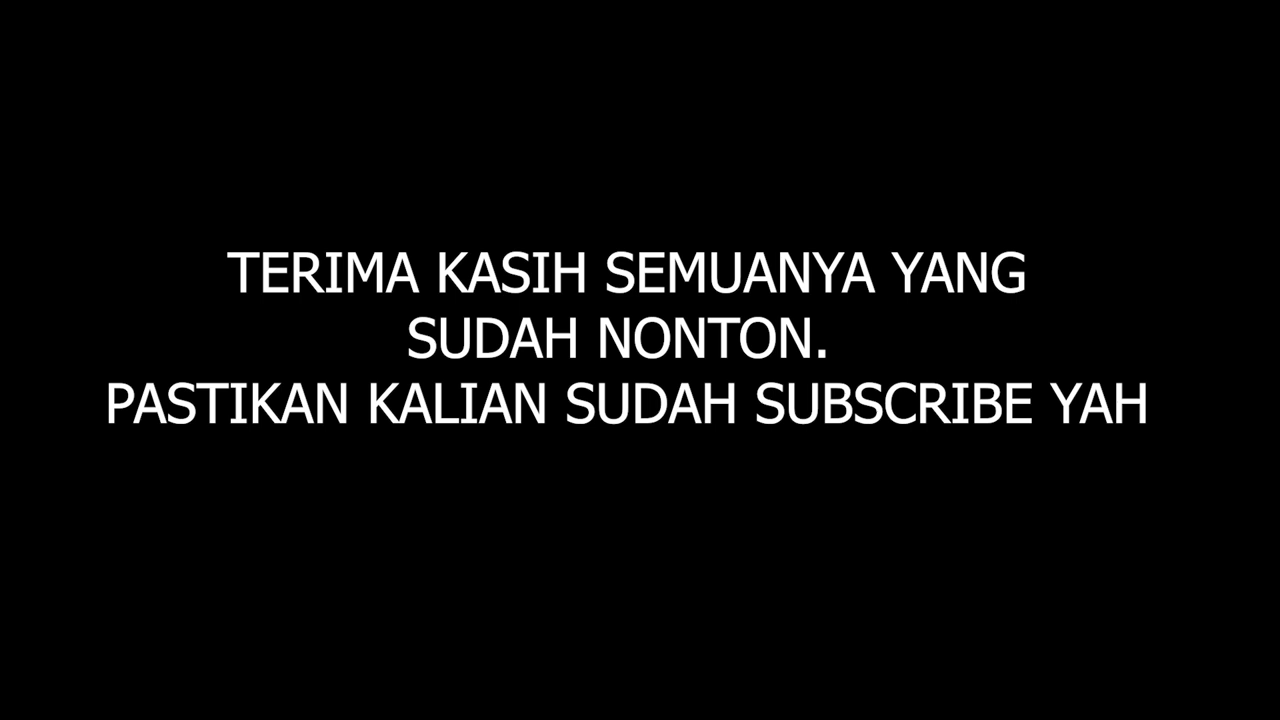 TERIMA KASIH SEMUANYA YANG
SUDAH NONTON.
PASTIKAN KALIAN SUDAH SUBSCRIBE YAH